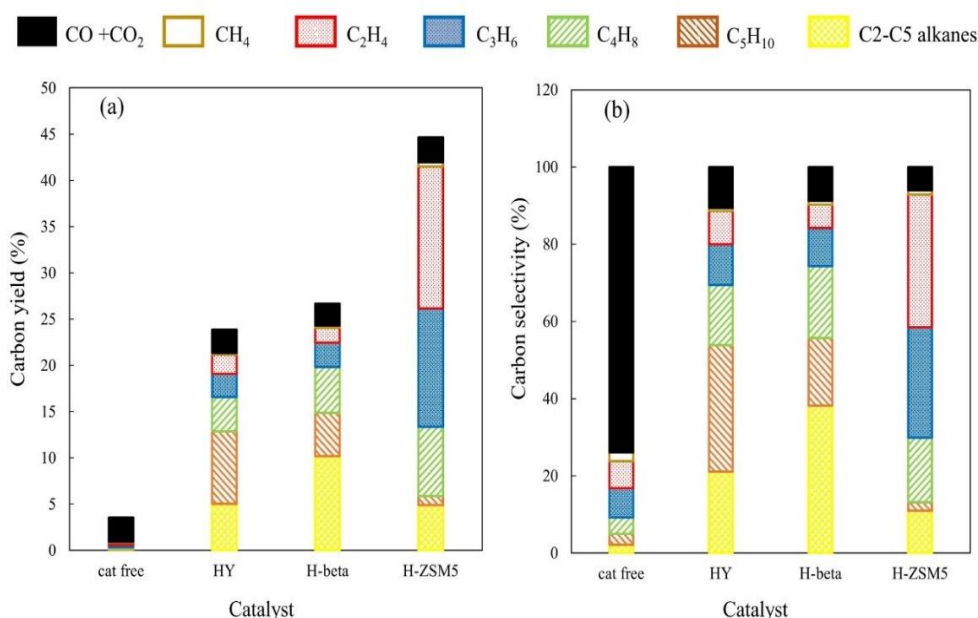 CO +CO₂ CH₄ C₂H₄ C₃H₆ C₄H₈ C₅H₁₀ C2-C5 alkanes
(a)
Carbon yield (%)
50
45
40
35
30
25
20
15
10
5
0
cat free HY H-beta H-ZSM5
Catalyst
(b)
Carbon selectivity (%)
120
100
80
60
40
20
0
cat free HY H-beta H-ZSM5
Catalyst